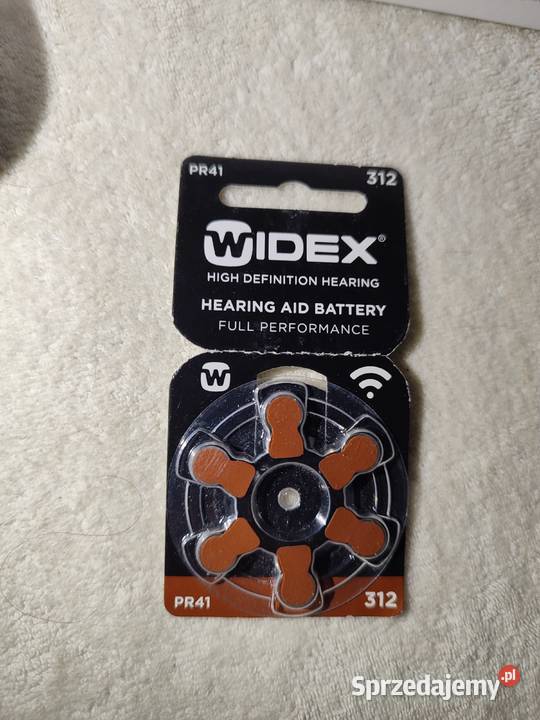 PR41
312
WIDEX®
HIGH DEFINITION HEARING
HEARING AID BATTERY
FULL PERFORMANCE
W
PR41
312
Sprzedajemy.pl